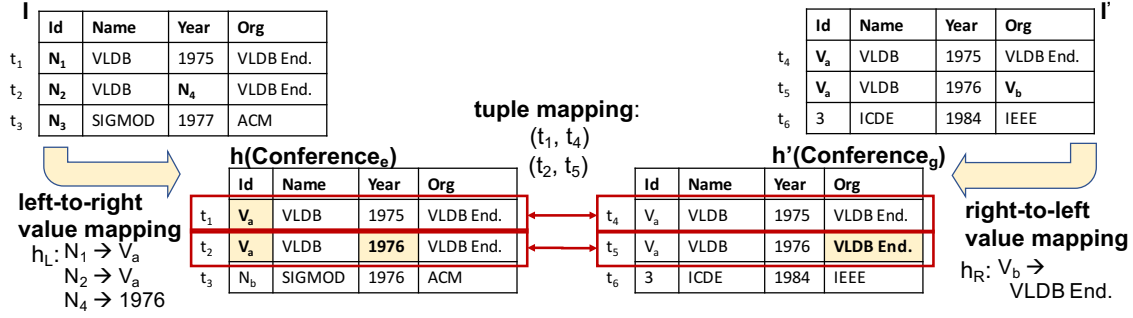 I
Id Name Year Org
t1 N1 VLDB 1975 VLDB End.
t2 N2 VLDB N4 VLDB End.
t3 N3 SIGMOD 1977 ACM
I'
Id Name Year Org
t4 Va VLDB 1975 VLDB End.
t5 Va VLDB 1976 Vb
t6 3 ICDE 1984 IEEE
tuple mapping:
(t1, t4)
(t2, t5)
left-to-right
value mapping
hL: N1 → Va
N2 → Va
N4 → 1976
h(Conferencee)
Id Name Year Org
t1 Va VLDB 1975 VLDB End.
t2 Va VLDB 1976 VLDB End.
t3 Nb SIGMOD 1976 ACM
h'(Conferenceg)
Id Name Year Org
t4 Va VLDB 1975 VLDB End.
t5 Va VLDB 1976 VLDB End.
t6 3 ICDE 1984 IEEE
right-to-left
value mapping
hR: Vb →
VLDB End.